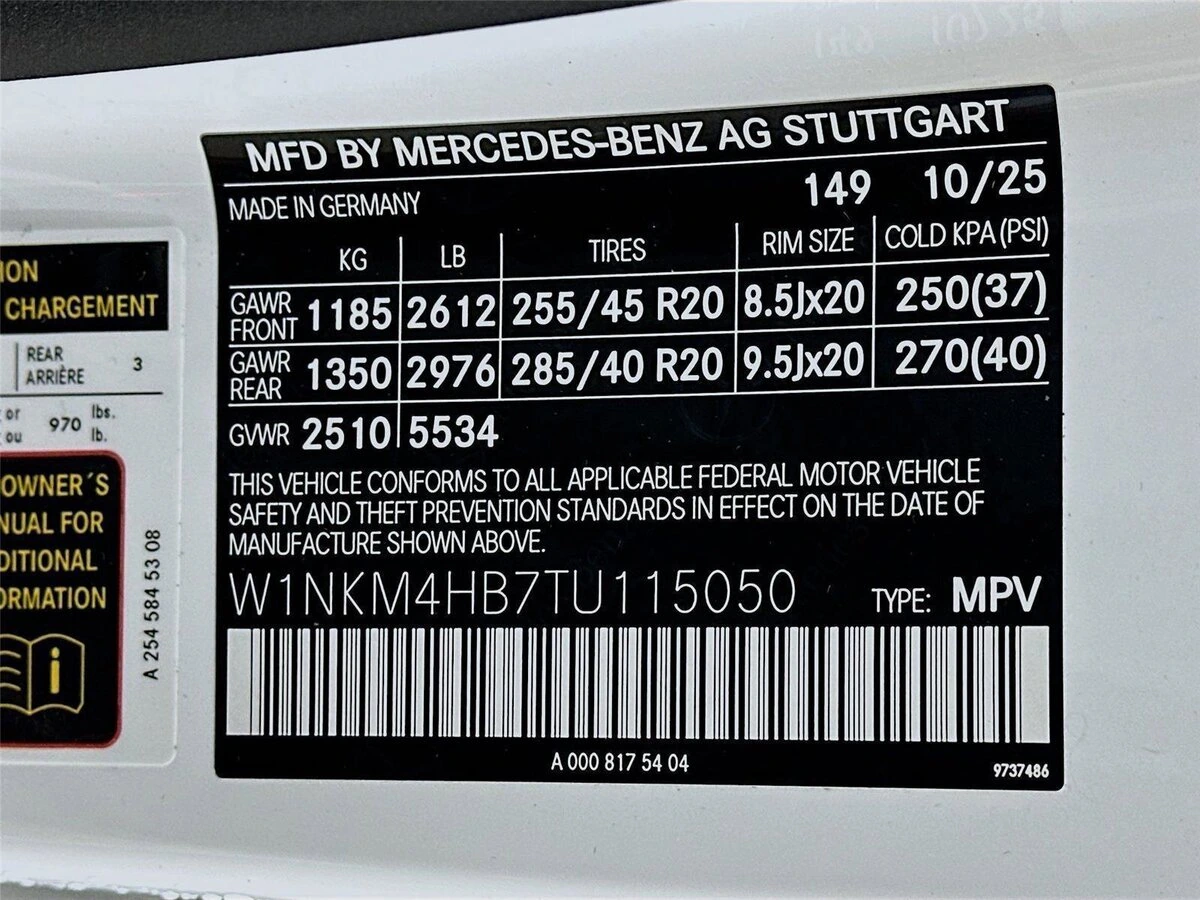 MFD BY MERCEDES-BENZ AG STUTTGART
MADE IN GERMANY 149 10/25
KG LB TIRES RIM SIZE COLD KPA (PSI)
GAWR FRONT 1185 2612 255/45 R20 8.5Jx20 250(37)
GAWR REAR 1350 2976 285/40 R20 9.5Jx20 270(40)
GVWR 2510 5534
THIS VEHICLE CONFORMS TO ALL APPLICABLE FEDERAL MOTOR VEHICLE
SAFETY AND THEFT PREVENTION STANDARDS IN EFFECT ON THE DATE OF
MANUFACTURE SHOWN ABOVE.
W1NKM4HB7TU115050 TYPE: MPV
A 000 817 54 04
9737486
ION
CHARGEMENT
REAR 3
ARRIÈRE
or 970 lbs.
ou lb.
OWNER´S
NUAL FOR
DITIONAL
ORMATION
i
A 254 584 53 08